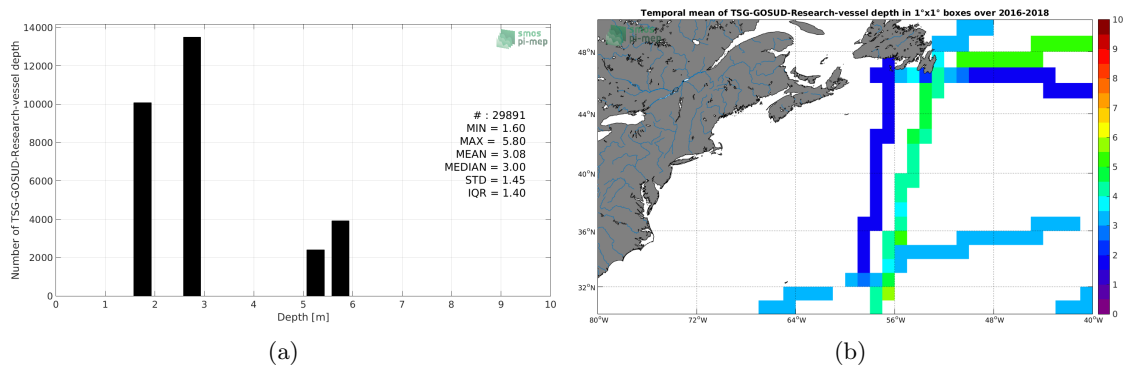 Number of TSG-GOSUD-Research-vessel depth
14000
12000
10000
8000
6000
4000
2000
0
smos
pi-mep
# : 29891
MIN = 1.60
MAX = 5.80
MEAN = 3.08
MEDIAN = 3.00
STD = 1.45
IQR = 1.40
0 1 2 3 4 5 6 7 8 9 10
Depth [m]
(a)
Temporal mean of TSG-GOSUD-Research-vessel depth in 1°x1° boxes over 2016-2018
smos
pi-mep
48°N
44°N
40°N
36°N
32°N
80°W 72°W 64°W 56°W 48°W 40°W
10
9
8
7
6
5
4
3
2
1
0
(b)